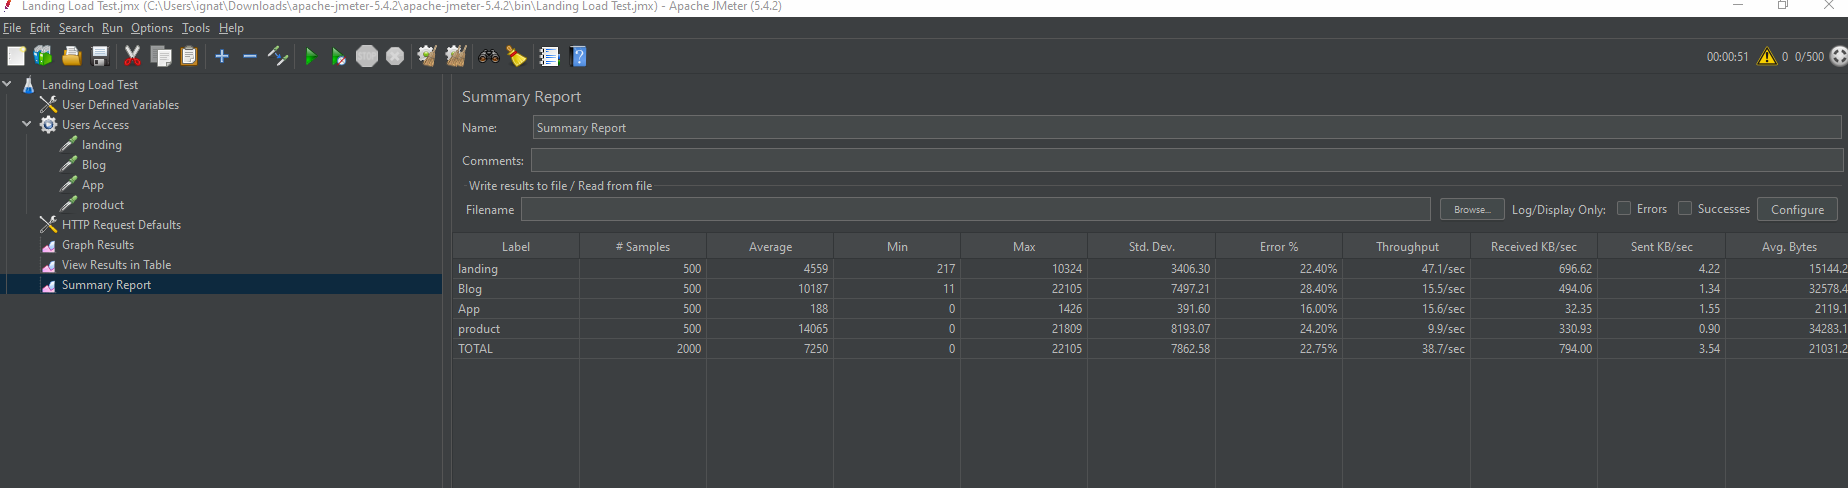 Landing Load Test.jmx (C:\Users\ignat\Downloads\apache-jmeter-5.4.2\apache-jmeter-5.4.2\bin\Landing Load Test.jmx) - Apache JMeter (5.4.2)
File Edit Search Run Options Tools Help
STOP 00:00:51 0 0/500
Landing Load Test
User Defined Variables
Users Access
landing
Blog
App
product
HTTP Request Defaults
Graph Results
View Results in Table
Summary Report
Summary Report
Name: Summary Report
Comments:
Write results to file / Read from file
Filename Browse... Log/Display Only: Errors Successes Configure
Label # Samples Average Min Max Std. Dev. Error % Throughput Received KB/sec Sent KB/sec Avg. Bytes
landing 500 4559 217 10324 3406.30 22.40% 47.1/sec 696.62 4.22 15144.2
Blog 500 10187 11 22105 7497.21 28.40% 15.5/sec 494.06 1.34 32578.4
App 500 188 0 1426 391.60 16.00% 15.6/sec 32.35 1.55 2119.1
product 500 14065 0 21809 8193.07 24.20% 9.9/sec 330.93 0.90 34283.1
TOTAL 2000 7250 0 22105 7862.58 22.75% 38.7/sec 794.00 3.54 21031.2